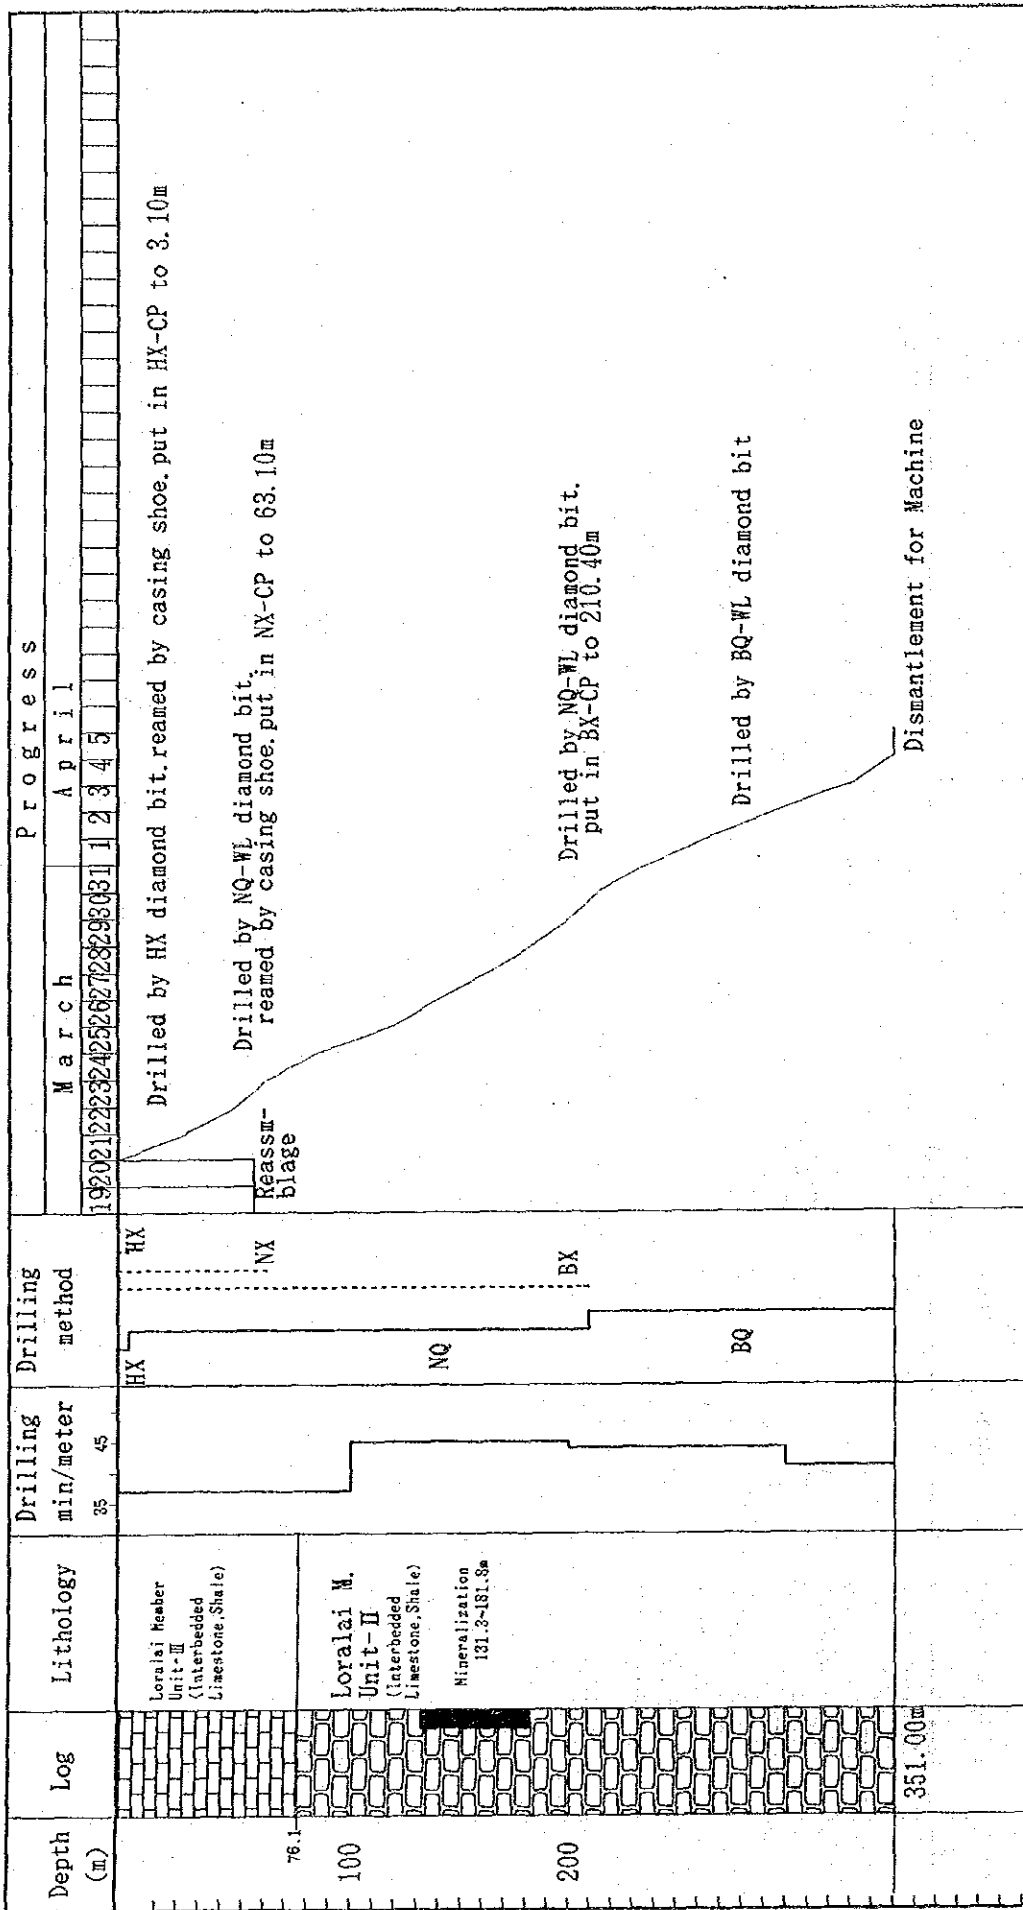 Depth
(m)
Log
Lithology
Drilling
min/meter
35
45
Drilling
method
Progress
March
April
19 20 21 22 23 24 25 26 27 28 29 30 31 1 2 3 4 5
76.1
100
200
351.00m
Loralai Member
Unit-Ⅲ
(Interbedded
Limestone,Shale)
Loralai M.
Unit-Ⅱ
(Interbedded
Limestone,Shale)
Mineralization
131.3~181.8m
HX
NQ
BQ
HX
NX
BX
Reassm-
blage
Drilled by HX diamond bit.reamed by casing shoe.put in HX-CP to 3.10m
Drilled by NQ-WL diamond bit.
reamed by casing shoe.put in NX-CP to 63.10m
Drilled by NQ-WL diamond bit.
put in BX-CP to 210.40m
Drilled by BQ-WL diamond bit
Dismantlement for Machine